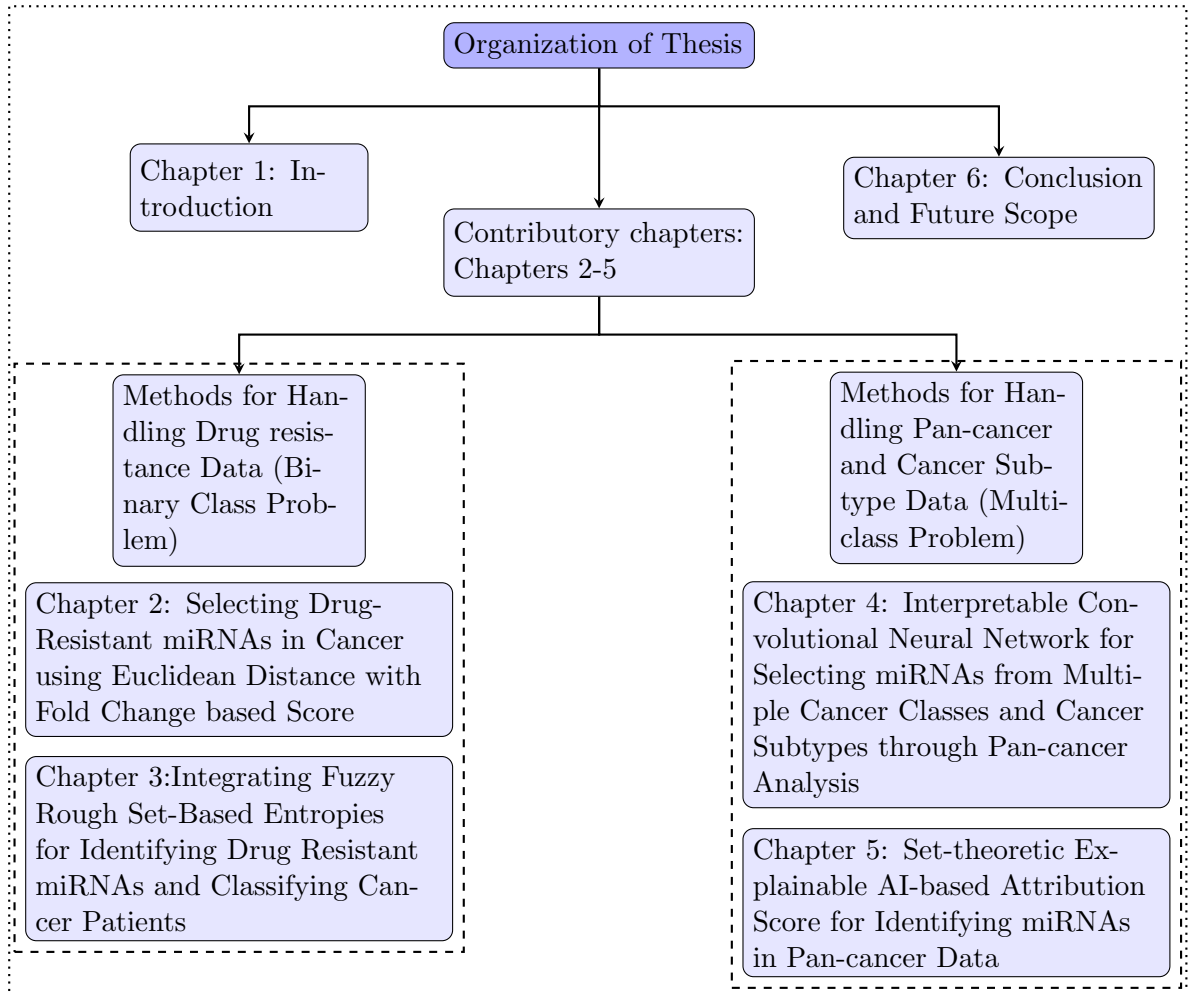 Organization of Thesis
Chapter 1: In-
troduction
Contributory chapters:
Chapters 2-5
Chapter 6: Conclusion
and Future Scope
Methods for Han-
dling Drug resis-
tance Data (Bi-
nary Class Prob-
lem)
Chapter 2: Selecting Drug-
Resistant miRNAs in Cancer
using Euclidean Distance with
Fold Change based Score
Chapter 3:Integrating Fuzzy
Rough Set-Based Entropies
for Identifying Drug Resistant
miRNAs and Classifying Can-
cer Patients
Methods for Han-
dling Pan-cancer
and Cancer Sub-
type Data (Multi-
class Problem)
Chapter 4: Interpretable Con-
volutional Neural Network for
Selecting miRNAs from Multi-
ple Cancer Classes and Cancer
Subtypes through Pan-cancer
Analysis
Chapter 5: Set-theoretic Ex-
plainable AI-based Attribution
Score for Identifying miRNAs
in Pan-cancer Data